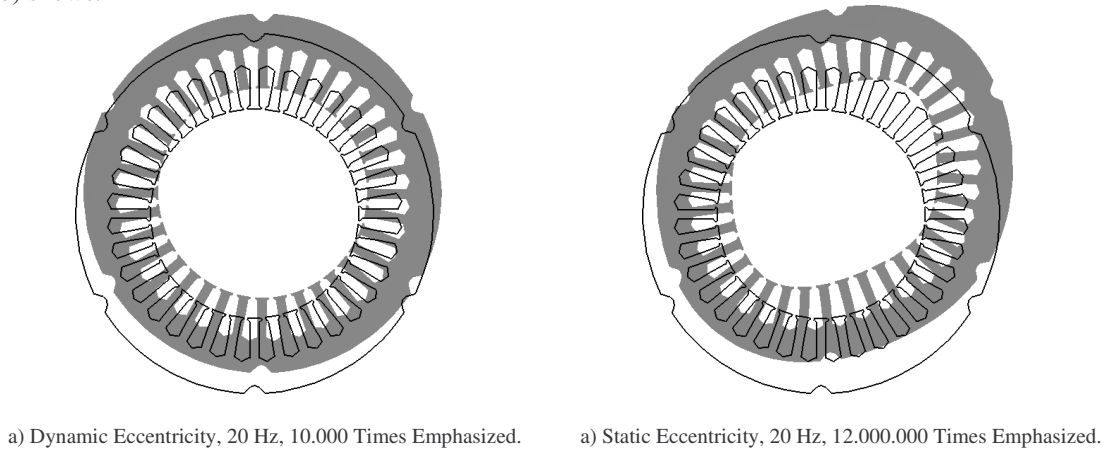 a) Dynamic Eccentricity, 20 Hz, 10.000 Times Emphasized.
a) Static Eccentricity, 20 Hz, 12.000.000 Times Emphasized.